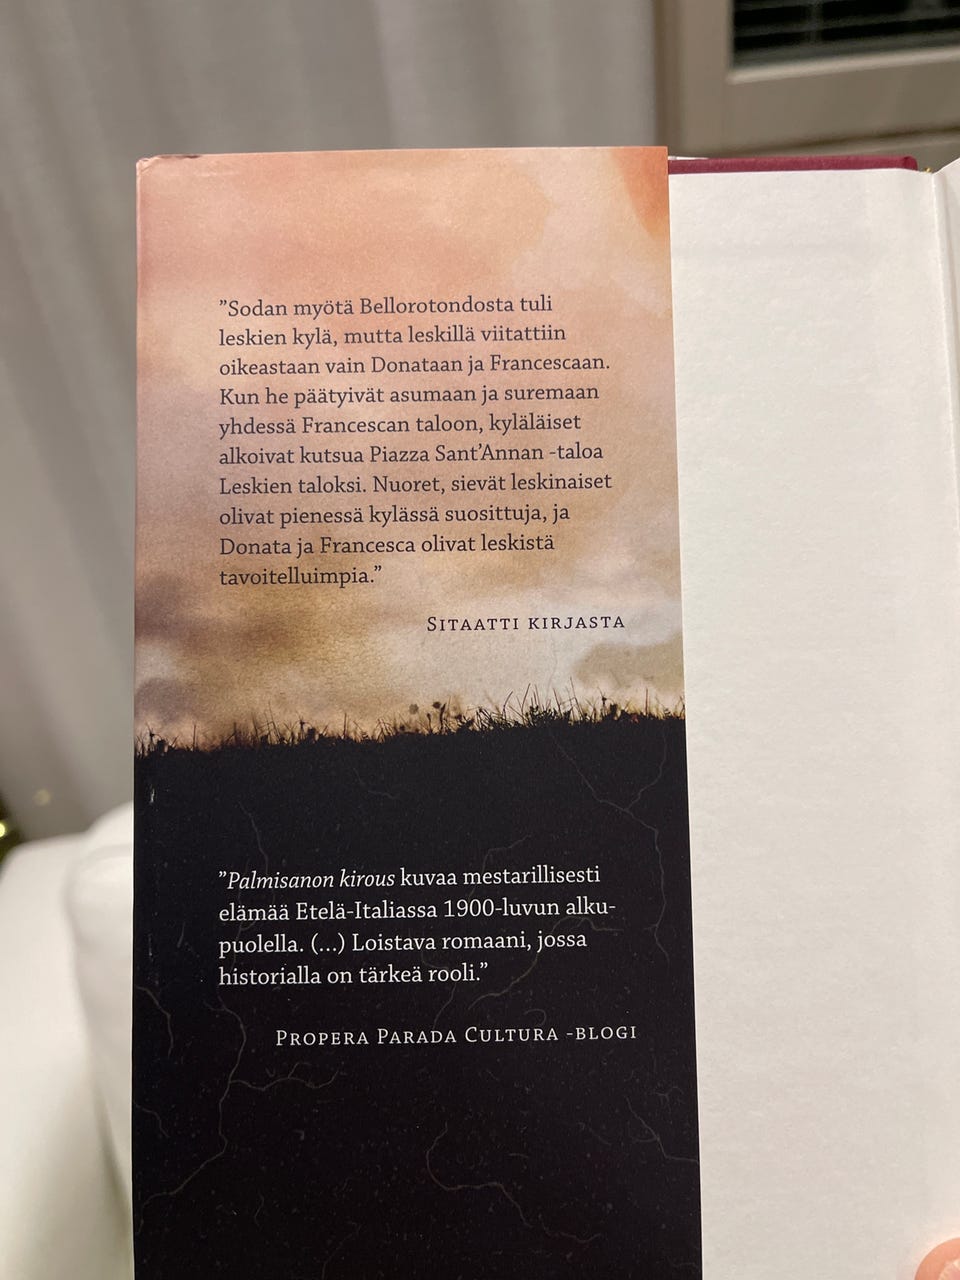 ”Sodan myötä Bellorotondosta tuli
leskien kylä, mutta leskillä viitattiin
oikeastaan vain Donataan ja Francescaan.
Kun he päätyivät asumaan ja suremaan
yhdessä Francescan taloon, kyläläiset
alkoivat kutsua Piazza Sant’Annan -taloa
Leskien taloksi. Nuoret, sievät leskinaiset
olivat pienessä kylässä suosittuja, ja
Donata ja Francesca olivat leskistä
tavoitelluimpia.”
Sitaatti kirjasta
”Palmisanon kirous kuvaa mestarillisesti
elämää Etelä-Italiassa 1900-luvun alku-
puolella. (...) Loistava romaani, jossa
historialla on tärkeä rooli.”
Propera Parada Cultura -blogi